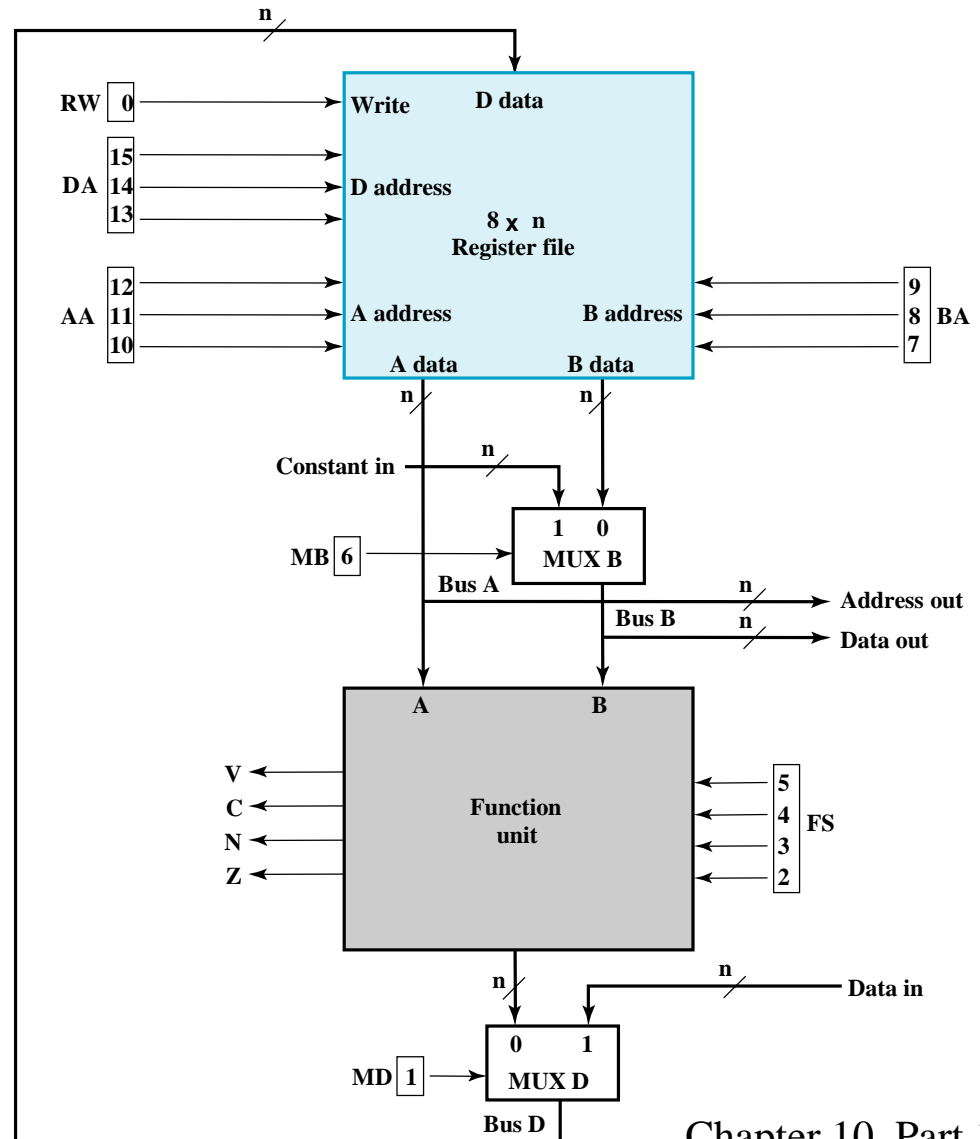 n
RW 0 Write D data
15
DA 14 D address
13
8 x n
Register file
12 9
AA 11 A address B address 8 BA
10 7
A data B data
n n
Constant in n
1 0
MB 6 MUX B
Bus A n Address out
Bus B n Data out
A B
V 5
C Function 4 FS
N unit 3
Z 2
n n Data in
0 1
MD 1 MUX D
Bus D
Chapter 10 Part